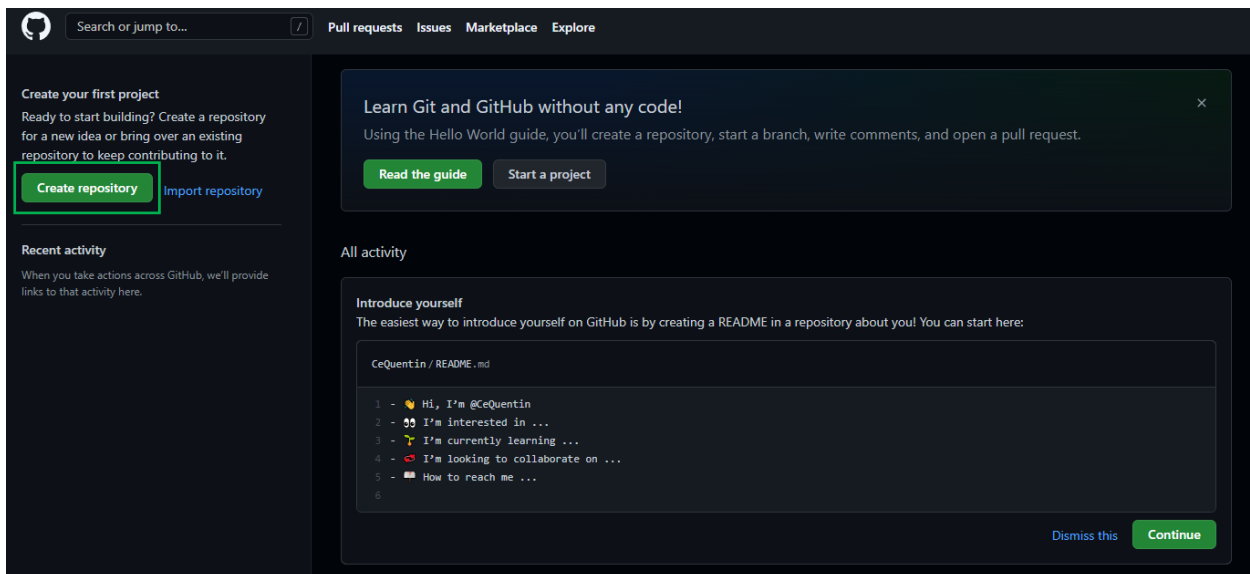 Search or jump to... /
Pull requests Issues Marketplace Explore
Create your first project
Ready to start building? Create a repository
for a new idea or bring over an existing
repository to keep contributing to it.
Create repository Import repository
Recent activity
When you take actions across GitHub, we'll provide
links to that activity here.
Learn Git and GitHub without any code!
Using the Hello World guide, you'll create a repository, start a branch, write comments, and open a pull request.
Read the guide Start a project
All activity
Introduce yourself
The easiest way to introduce yourself on GitHub is by creating a README in a repository about you! You can start here:
CeQuentin/README.md
1 - 👋 Hi, I'm @CeQuentin
2 - 👀 I'm interested in ...
3 - 🌱 I'm currently learning ...
4 - 💞️ I'm looking to collaborate on ...
5 - 📫 How to reach me ...
6
Dismiss this Continue